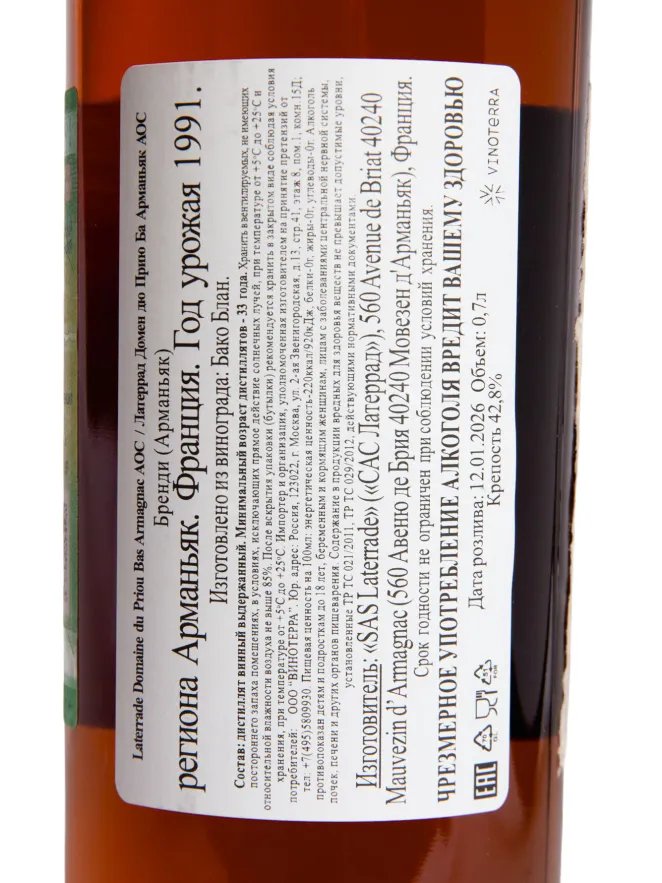 Laterrade Domaine du Priou Bas Armagnac AOC / Латеррад Домен дю Прию Ба Арманьяк АОС
Бренди (Арманьяк)
региона Арманьяк. Франция. Год урожая 1991.
Изготовлено из винограда: Бако Блан.
Состав: дистиллят винный выдержанный. Минимальный возраст дистиллятов - 33 года. Хранить в вентилируемых, не имеющих
постороннего запаха помещениях, в условиях, исключающих прямое действие солнечных лучей, при температуре от +5°С до +25°С и
относительной влажности воздуха не выше 85%. После вскрытия упаковки (бутылки) рекомендуется хранить в закрытом виде соблюдая условия
хранения, при температуре от +5°С до +25°С. Импортер и организация, уполномоченная изготовителем на принятие претензий от
потребителей: ООО "ВИНОТЕРРА". Юр. адрес: Россия, 123022, г. Москва, ул. 2-ая Звенигородская, д.13, стр.41, этаж 8, пом.1, комн.15Д;
тел. +7(495)5809930. Пищевая ценность на 100мл: энергетическая ценность-220ккал/920кДж, белки-0г, жиры-0г, углеводы-0г. Алкоголь
противопоказан детям и подросткам до 18 лет, беременным и кормящим женщинам, лицам с заболеваниями центральной нервной системы,
почек, печени и других органов пищеварения. Содержание в продукции вредных для здоровья веществ не превышает допустимые уровни,
установленные ТР ТС 021/2011, ТР ТС 029/2012, действующими нормативными документами.
Изготовитель: «SAS Laterrade» («САС Латеррад»), 560 Avenue de Briat 40240
Mauvezin d’ Armagnac (560 Авеню де Брия 40240 Мовезен д'Арманьяк), Франция.
Срок годности не ограничен при соблюдении условий хранения.
ЧРЕЗМЕРНОЕ УПОТРЕБЛЕНИЕ АЛКОГОЛЯ ВРЕДИТ ВАШЕМУ ЗДОРОВЬЮ
Дата розлива: 12.01.2026 Объем: 0,7л
Крепость 42,8%
VINOTERRA
EAC